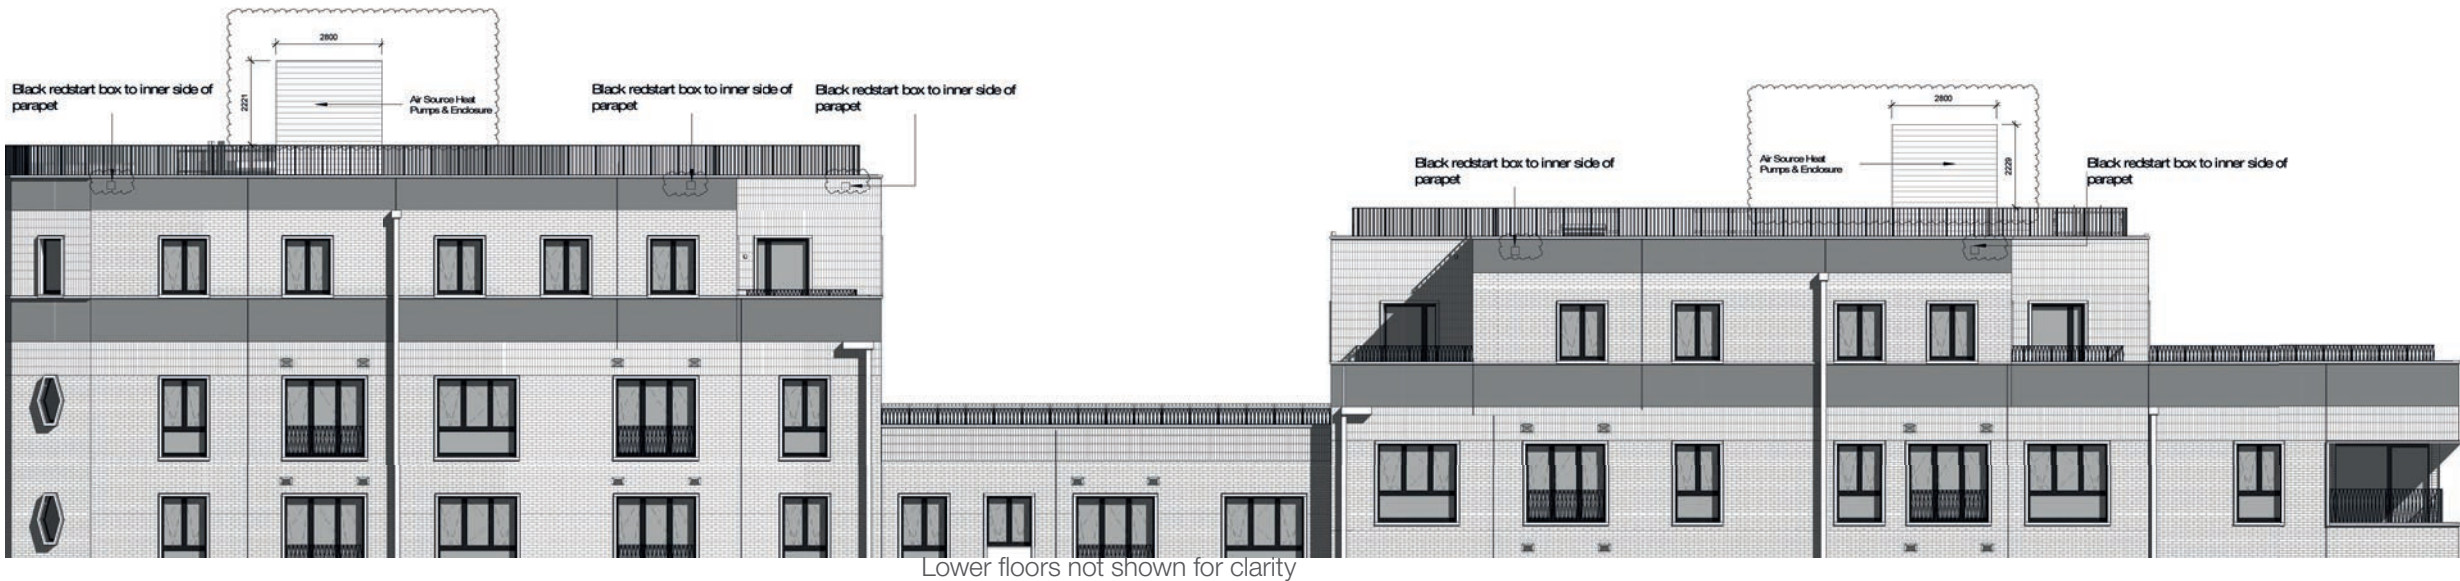 2800
Black redstart box to inner side of
parapet
2221
Air Source Heat
Pumps & Enclosure
Black redstart box to inner side of
parapet
Black redstart box to inner side of
parapet
2800
Black redstart box to inner side of
parapet
Air Source Heat
Pumps & Enclosure
2229
Black redstart box to inner side of
parapet
Lower floors not shown for clarity